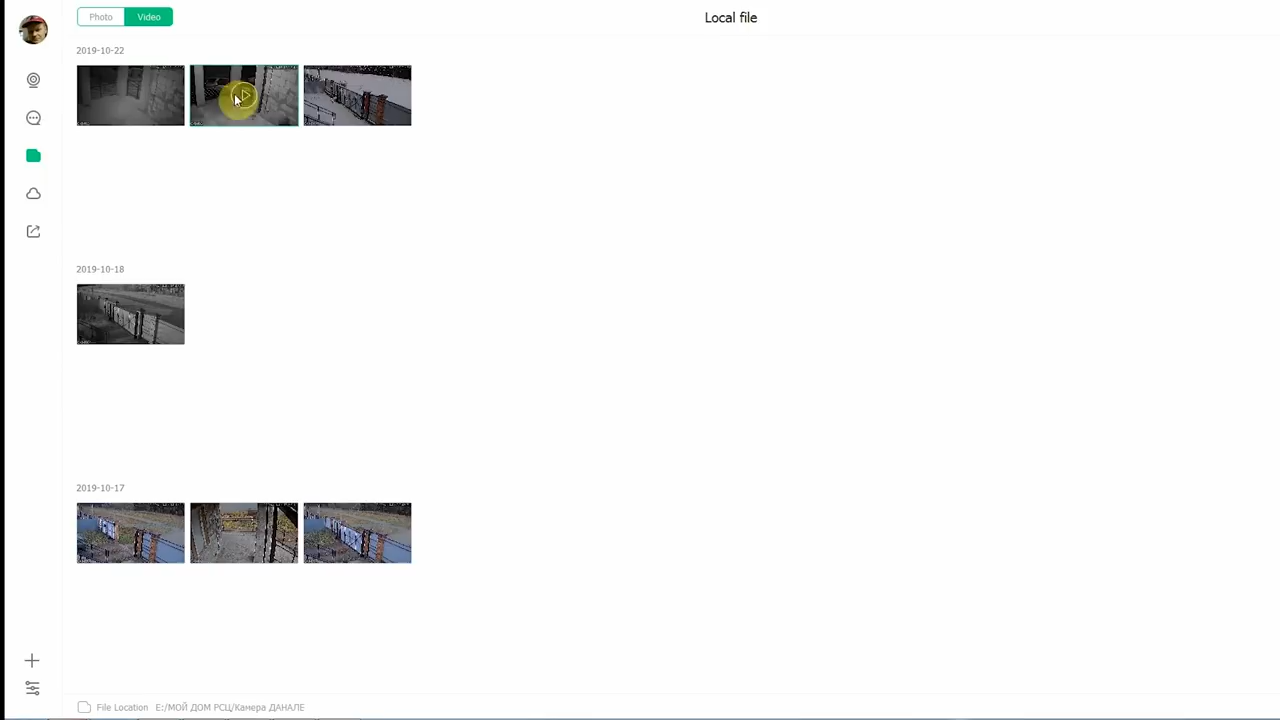 Photo Video
Local file
2019-10-22
2019-10-18
2019-10-17
File Location E:/МОЙ ДОМ РСЦ/Камера ДАНАЛЕ